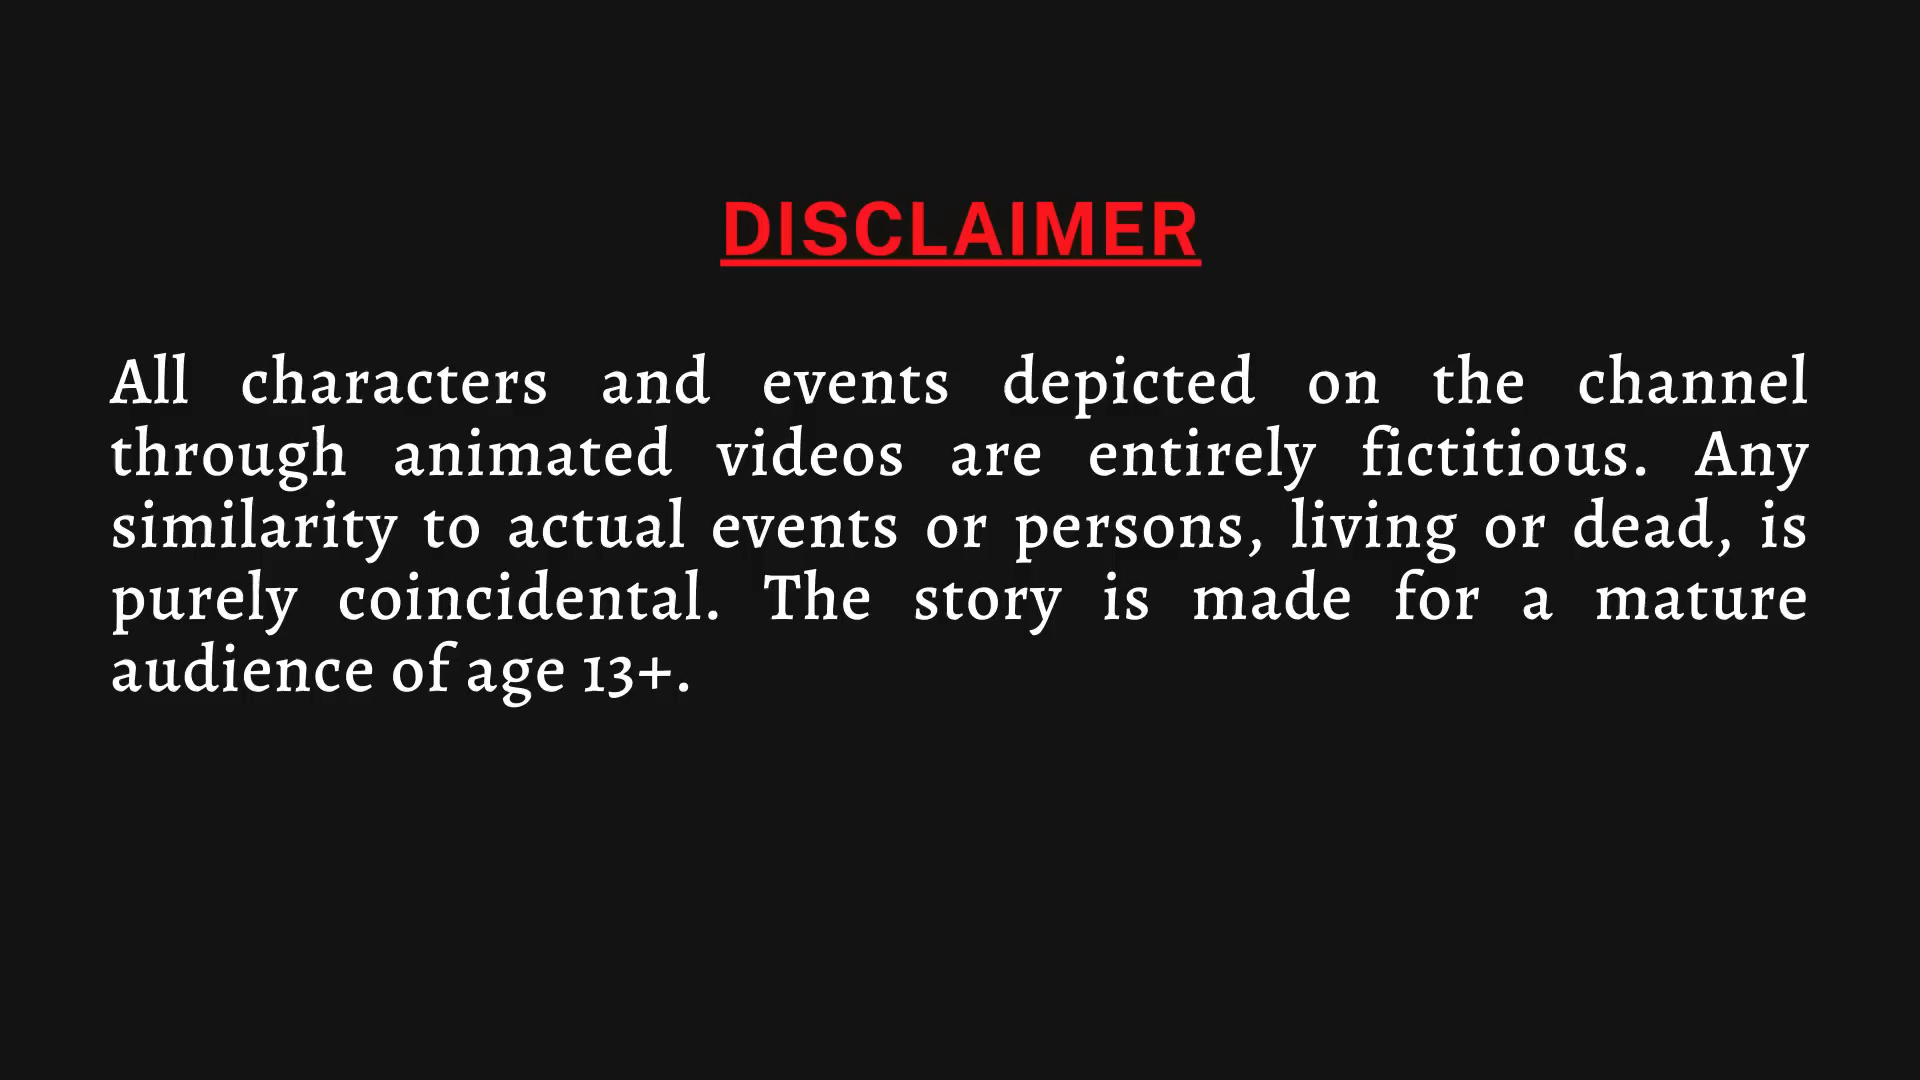 DISCLAIMER
All characters and events depicted on the channel
through animated videos are entirely fictitious. Any
similarity to actual events or persons, living or dead, is
purely coincidental. The story is made for a mature
audience of age 13+.